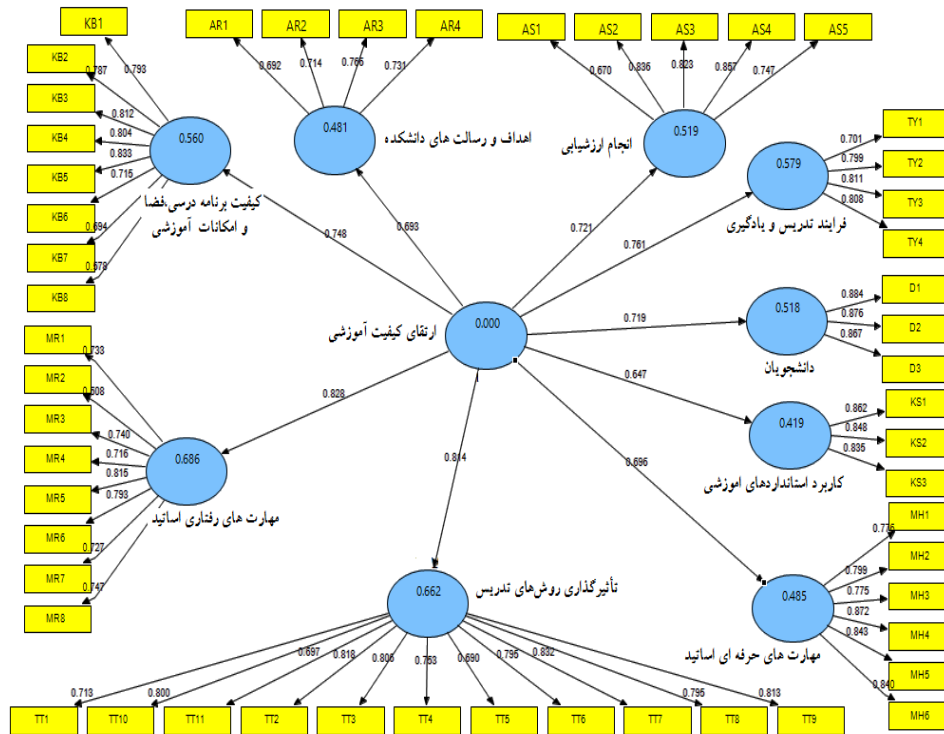 KB1
AR1
AR2
AR3
AR4
AS1
AS2
AS3
AS4
AS5
0.793
0.692
0.714
0.766
0.731
0.670
0.836
0.823
0.857
0.747
KB2
KB3
KB4
KB5
KB6
KB7
KB8
0.787
0.812
0.804
0.833
0.715
0.694
0.678
0.560
کیفیت برنامه درسی،فضا
و امکانات آموزشی
0.481
اهداف و رسالت های دانشکده
0.519
انجام ارزشیابی
0.579
فرایند تدریس و یادگیری
TY1
TY2
TY3
TY4
0.701
0.799
0.811
0.808
0.748
0.693
0.721
0.761
0.000
ارتقای کیفیت آموزشی
0.719
0.518
دانشجویان
D1
D2
D3
0.884
0.876
0.867
0.647
0.419
کاربرد استانداردهای اموزشی
KS1
KS2
KS3
0.862
0.848
0.835
MR1
MR2
MR3
MR4
MR5
MR6
MR7
MR8
0.733
0.608
0.740
0.716
0.815
0.793
0.727
0.747
0.686
مهارت های رفتاری اساتید
0.828
0.814
0.696
0.662
تأثیرگذاری روش‌های تدریس
0.485
مهارت های حرفه ای اساتید
MH1
MH2
MH3
MH4
MH5
MH6
0.776
0.799
0.775
0.872
0.843
0.840
0.713
0.800
0.697
0.818
0.806
0.763
0.690
0.795
0.832
0.795
0.813
TT1
TT10
TT11
TT2
TT3
TT4
TT5
TT6
TT7
TT8
TT9